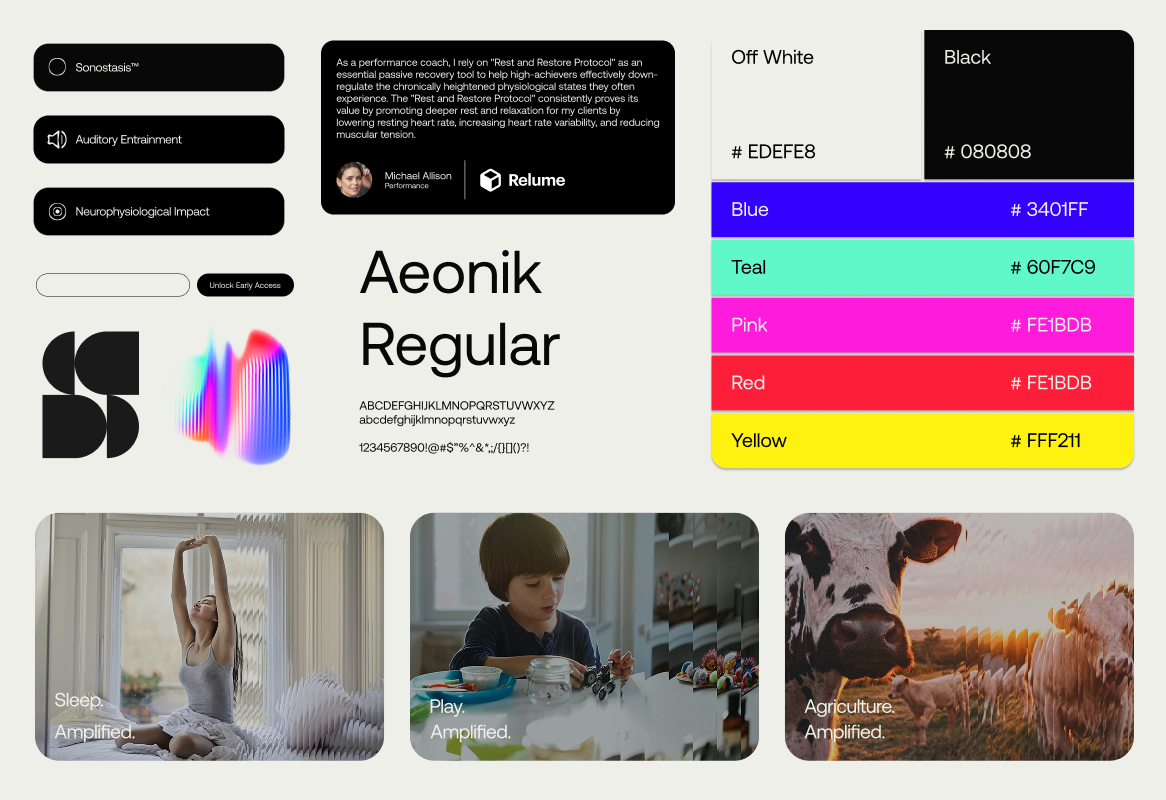 Sonostasis™
Auditory Entrainment
Neurophysiological Impact
Unlock Early Access
As a performance coach, I rely on "Rest and Restore Protocol" as an
essential passive recovery tool to help high-achievers effectively down-
regulate the chronically heightened physiological states they often
experience. The "Rest and Restore Protocol" consistently proves its
value by promoting deeper rest and relaxation for my clients by
lowering resting heart rate, increasing heart rate variability, and reducing
muscular tension.
Michael Allison
Performance
Relume
Aeonik
Regular
ABCDEFGHIJKLMNOPQRSTUVWXYZ
abcdefghijklmnopqrstuvwxyz
1234567890!@#$"%^&*,;/{}[]()?!
Off White
# EDEFE8
Black
# 080808
Blue # 3401FF
Teal # 60F7C9
Pink # FE1BDB
Red # FE1BDB
Yellow # FFF211
Sleep.
Amplified.
Play.
Amplified.
Agriculture.
Amplified.